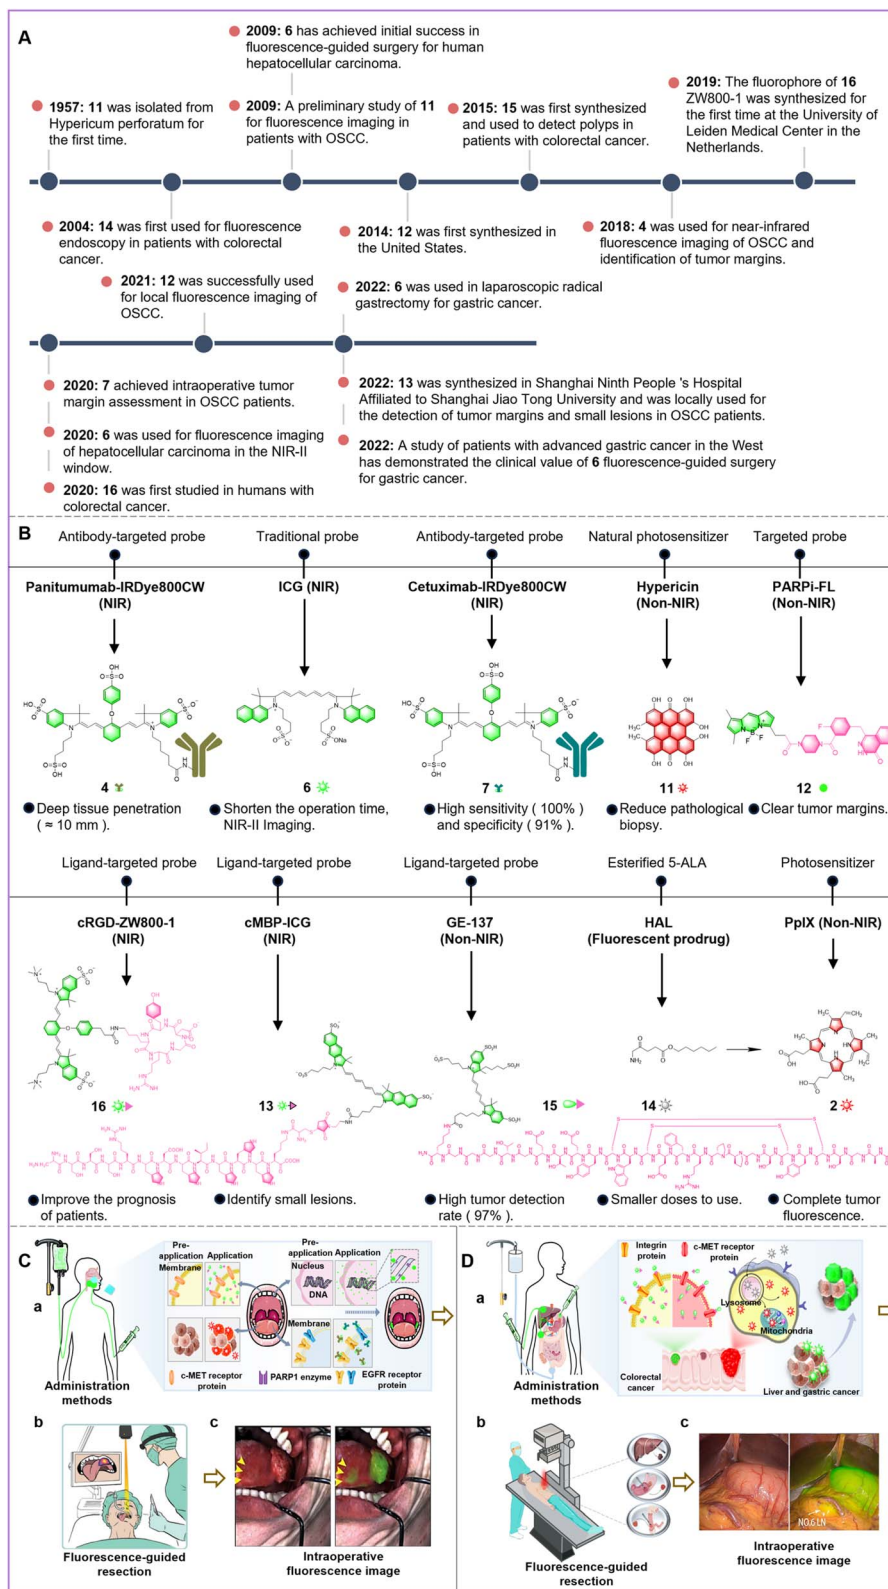 A
2009: 6 has achieved initial success in
fluorescence-guided surgery for human
hepatocellular carcinoma.
1957: 11 was isolated from
Hypericum perforatum for
the first time.
2009: A preliminary study of 11
for fluorescence imaging in
patients with OSCC.
2015: 15 was first synthesized
and used to detect polyps in
patients with colorectal cancer.
2019: The fluorophore of 16
ZW800-1 was synthesized for
the first time at the University of
Leiden Medical Center in the
Netherlands.
2004: 14 was first used for fluorescence
endoscopy in patients with colorectal
cancer.
2014: 12 was first synthesized in
the United States.
2018: 4 was used for near-infrared
fluorescence imaging of OSCC and
identification of tumor margins.
2021: 12 was successfully used
for local fluorescence imaging of
OSCC.
2022: 6 was used in laparoscopic radical
gastrectomy for gastric cancer.
2020: 7 achieved intraoperative tumor
margin assessment in OSCC patients.
2020: 6 was used for fluorescence imaging
of hepatocellular carcinoma in the NIR-II
window.
2020: 16 was first studied in humans with
colorectal cancer.
2022: 13 was synthesized in Shanghai Ninth People 's Hospital
Affiliated to Shanghai Jiao Tong University and was locally used for
the detection of tumor margins and small lesions in OSCC patients.
2022: A study of patients with advanced gastric cancer in the West
has demonstrated the clinical value of 6 fluorescence-guided surgery
for gastric cancer.
B
Antibody-targeted probe
Traditional probe
Antibody-targeted probe
Natural photosensitizer
Targeted probe
Panitumumab-IRDye800CW
(NIR)
ICG (NIR)
Cetuximab-IRDye800CW
(NIR)
Hypericin
(Non-NIR)
PARPi-FL
(Non-NIR)
4
6
7
11
12
Deep tissue penetration
( ≈ 10 mm ).
Shorten the operation time,
NIR-II Imaging.
High sensitivity ( 100% )
and specificity ( 91% ).
Reduce pathological
biopsy.
Clear tumor margins.
Ligand-targeted probe
Ligand-targeted probe
Ligand-targeted probe
Esterified 5-ALA
Photosensitizer
cRGD-ZW800-1
(NIR)
cMBP-ICG
(NIR)
GE-137
(Non-NIR)
HAL
(Fluorescent prodrug)
PpIX (Non-NIR)
16
13
15
14
2
Improve the prognosis
of patients.
Identify small lesions.
High tumor detection
rate ( 97% ).
Smaller doses to use.
Complete tumor
fluorescence.
C
a
Pre-
application
Application
Membrane
Pre-
application
Application
Nucleus
DNA
Membrane
c-MET receptor
protein
PARP1 enzyme
EGFR receptor
protein
Administration
methods
b
Fluorescence-guided
resection
c
Intraoperative
fluorescence image
D
a
Integrin
protein
c-MET receptor
protein
Lysosome
Mitochondria
Colorectal
cancer
Liver and gastric cancer
Administration
methods
b
Fluorescence-guided
resection
c
NO.6 LN
Intraoperative
fluorescence image